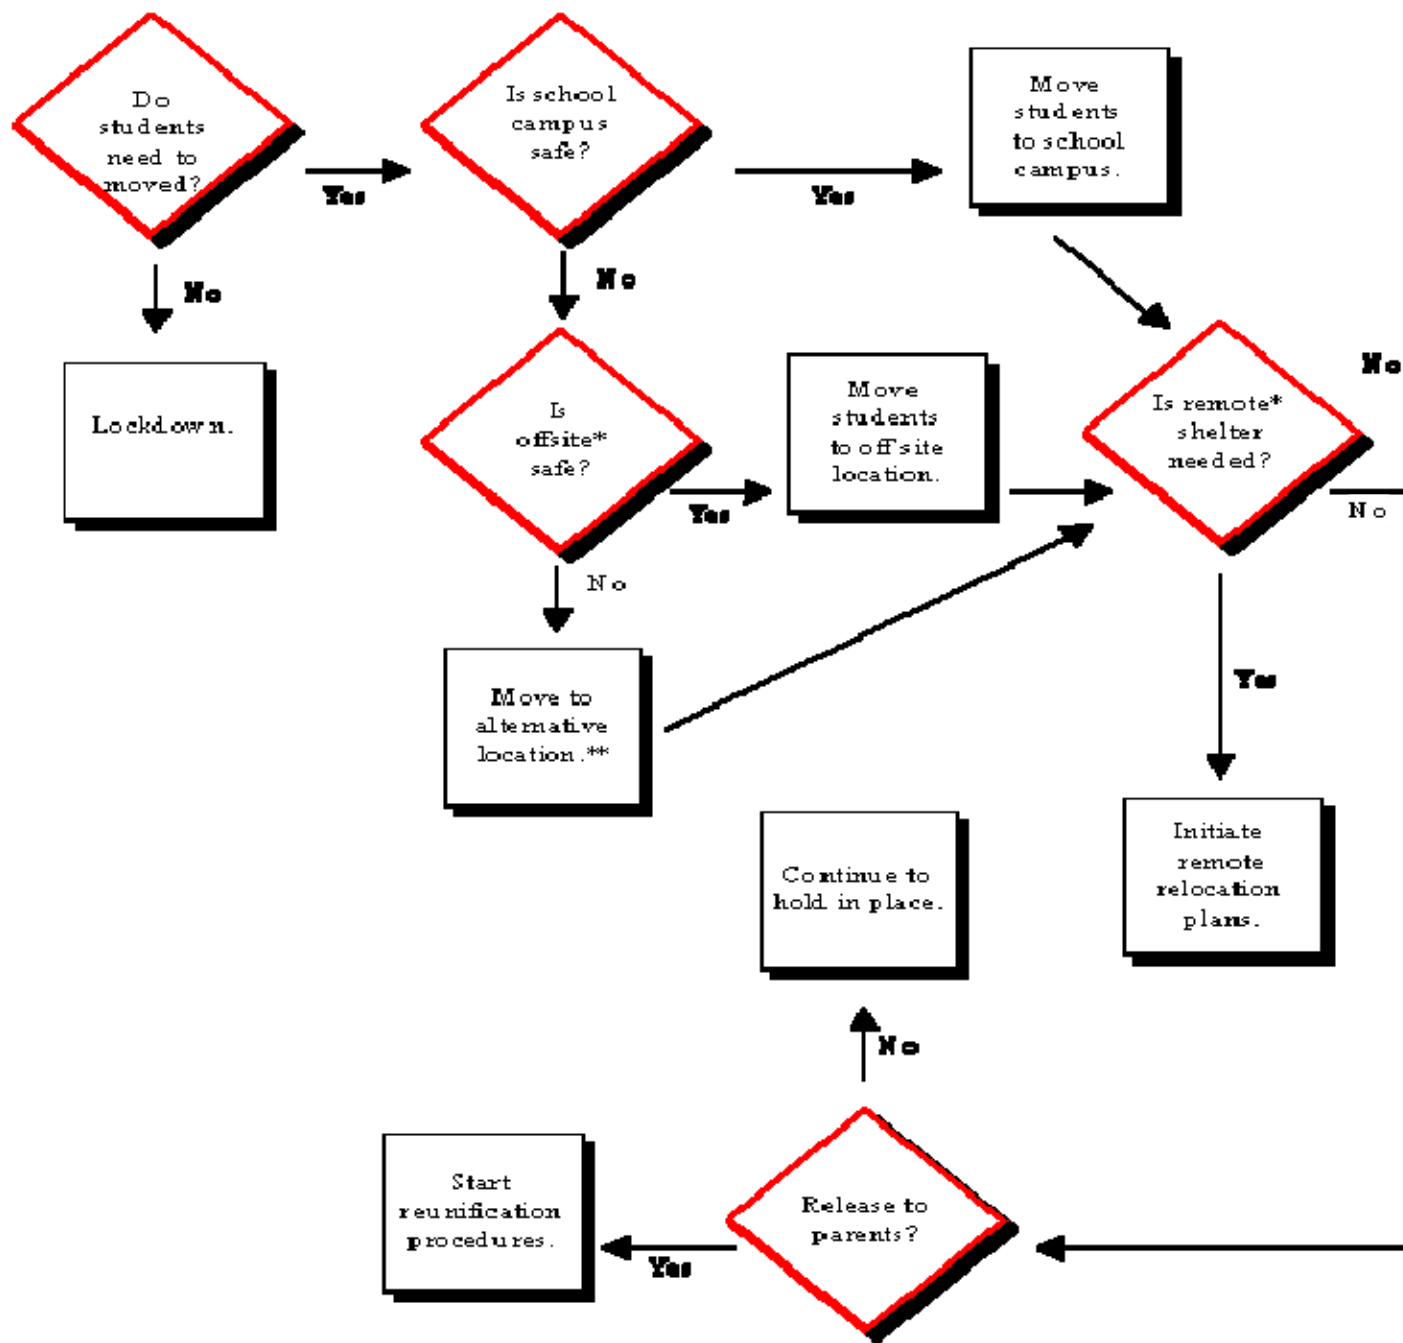 Do
students
need to
moved?
Yes
Is school
campus
safe?
Yes
Move
students
to school
campus.
No
No
Lockdown.
Is
offsite*
safe?
Yes
Move
students
to offsite
location.
Is remote*
shelter
needed?
No
No
No
Move to
alternative
location.**
Yes
Initiate
remote
relocation
plans.
Continue to
hold in place.
No
Start
reunification
procedures.
Yes
Release to
parents?